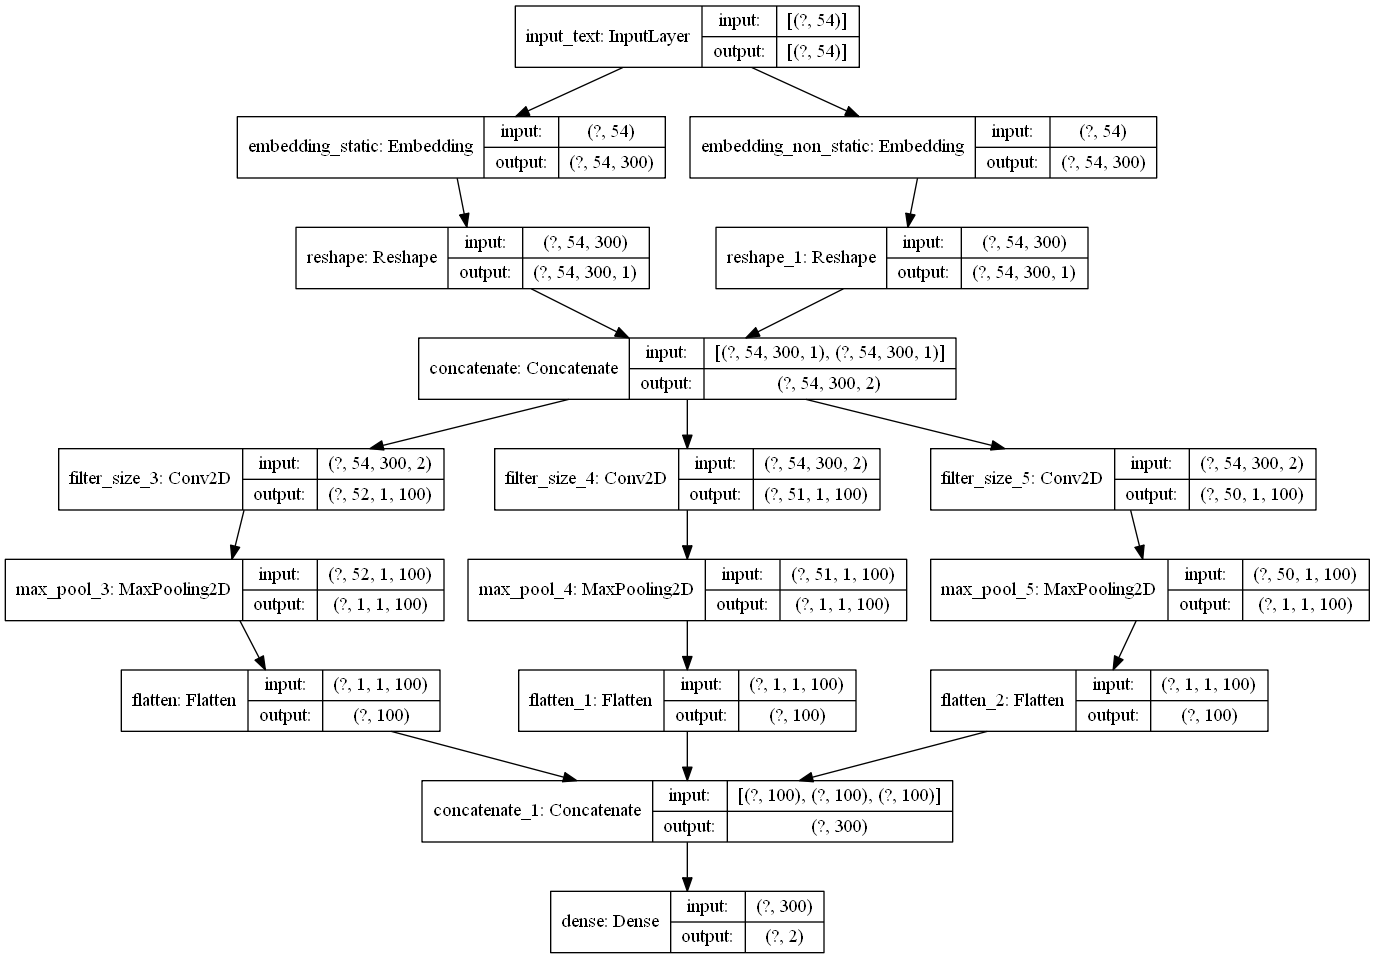 input_text: InputLayer
input: [(?, 54)]
output: [(?, 54)]
embedding_static: Embedding
input: (?, 54)
output: (?, 54, 300)
embedding_non_static: Embedding
input: (?, 54)
output: (?, 54, 300)
reshape: Reshape
input: (?, 54, 300)
output: (?, 54, 300, 1)
reshape_1: Reshape
input: (?, 54, 300)
output: (?, 54, 300, 1)
concatenate: Concatenate
input: [(?, 54, 300, 1), (?, 54, 300, 1)]
output: (?, 54, 300, 2)
filter_size_3: Conv2D
input: (?, 54, 300, 2)
output: (?, 52, 1, 100)
filter_size_4: Conv2D
input: (?, 54, 300, 2)
output: (?, 51, 1, 100)
filter_size_5: Conv2D
input: (?, 54, 300, 2)
output: (?, 50, 1, 100)
max_pool_3: MaxPooling2D
input: (?, 52, 1, 100)
output: (?, 1, 1, 100)
max_pool_4: MaxPooling2D
input: (?, 51, 1, 100)
output: (?, 1, 1, 100)
max_pool_5: MaxPooling2D
input: (?, 50, 1, 100)
output: (?, 1, 1, 100)
flatten: Flatten
input: (?, 1, 1, 100)
output: (?, 100)
flatten_1: Flatten
input: (?, 1, 1, 100)
output: (?, 100)
flatten_2: Flatten
input: (?, 1, 1, 100)
output: (?, 100)
concatenate_1: Concatenate
input: [(?, 100), (?, 100), (?, 100)]
output: (?, 300)
dense: Dense
input: (?, 300)
output: (?, 2)